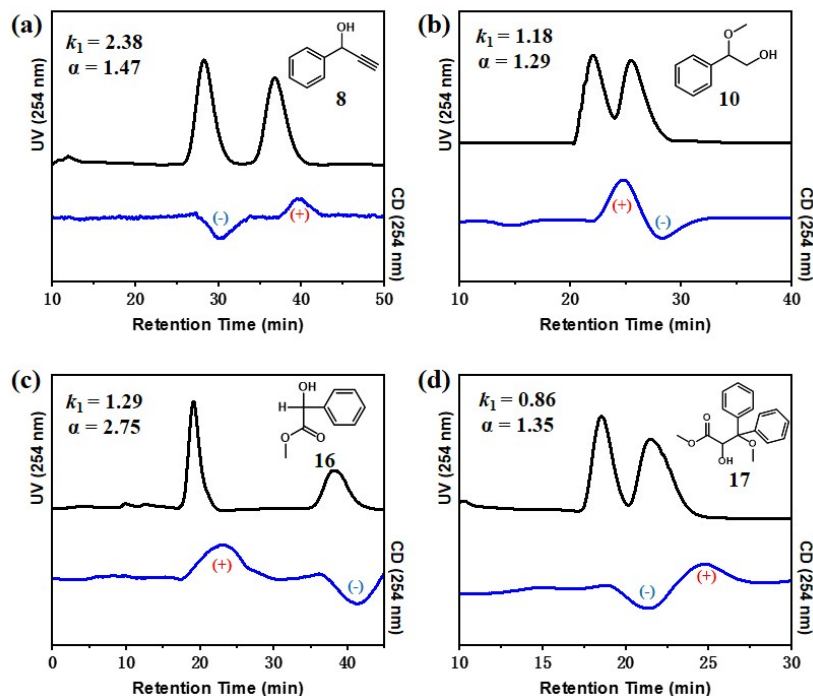 (a)
k₁ = 2.38
α = 1.47
OH
8
UV (254 nm)
CD (254 nm)
(-)
(+)
10 20 30 40 50
Retention Time (min)
(b)
k₁ = 1.18
α = 1.29
O
OH
10
UV (254 nm)
CD (254 nm)
(+)
(-)
10 20 30 40
Retention Time (min)
(c)
k₁ = 1.29
α = 2.75
OH
H
O
O
16
UV (254 nm)
CD (254 nm)
(+)
(-)
0 10 20 30 40
Retention Time (min)
(d)
k₁ = 0.86
α = 1.35
O
O
O
OH
17
UV (254 nm)
CD (254 nm)
(-)
(+)
10 15 20 25 30
Retention Time (min)